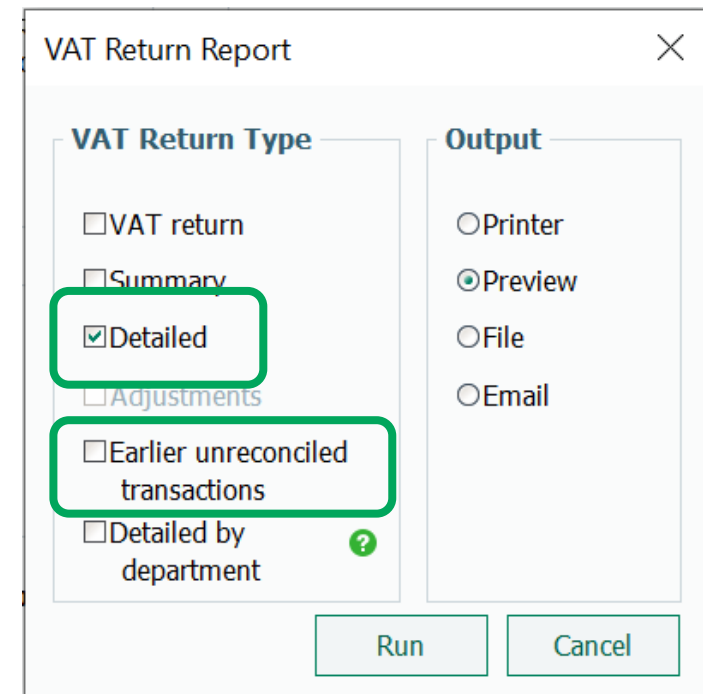 VAT Return Report
VAT Return Type
VAT return
Summary
Detailed
Adjustments
Earlier unreconciled
transactions
Detailed by
department
?
Output
Printer
Preview
File
Email
Run
Cancel